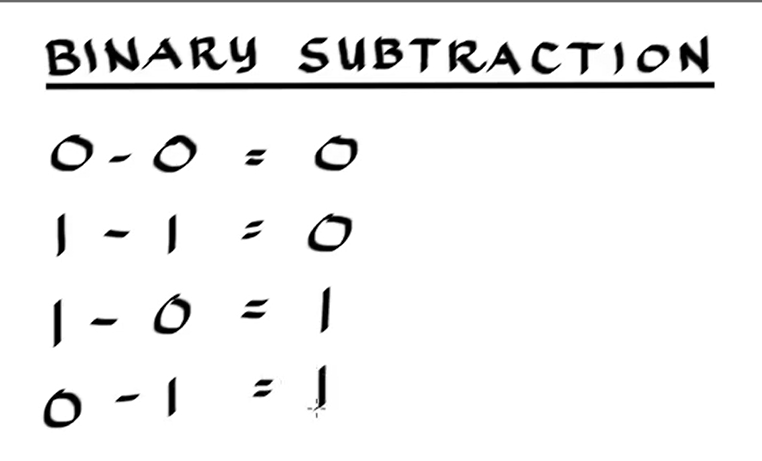 BINARY SUBTRACTION
0 - 0 = 0
1 - 1 = 0
1 - 0 = 1
0 - 1 = 1